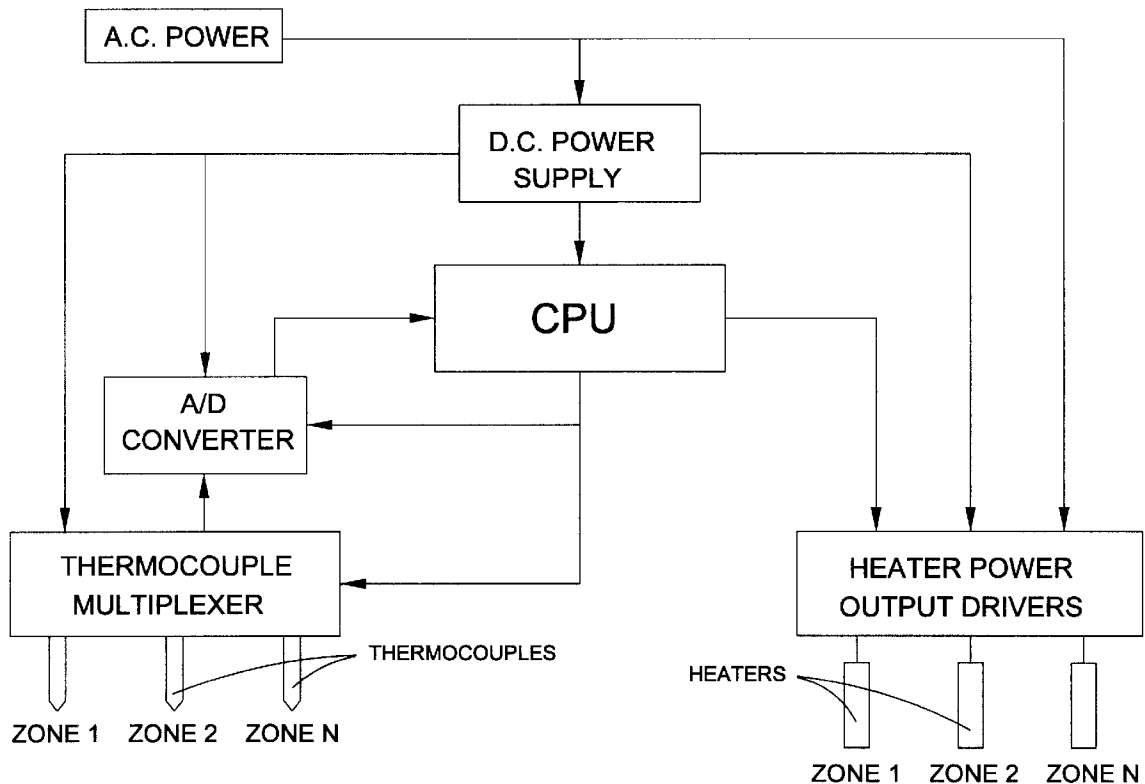 A.C. POWER
D.C. POWER
SUPPLY
CPU
A/D
CONVERTER
THERMOCOUPLE
MULTIPLEXER
HEATER POWER
OUTPUT DRIVERS
THERMOCOUPLES
HEATERS
ZONE 1 ZONE 2 ZONE N
ZONE 1 ZONE 2 ZONE N